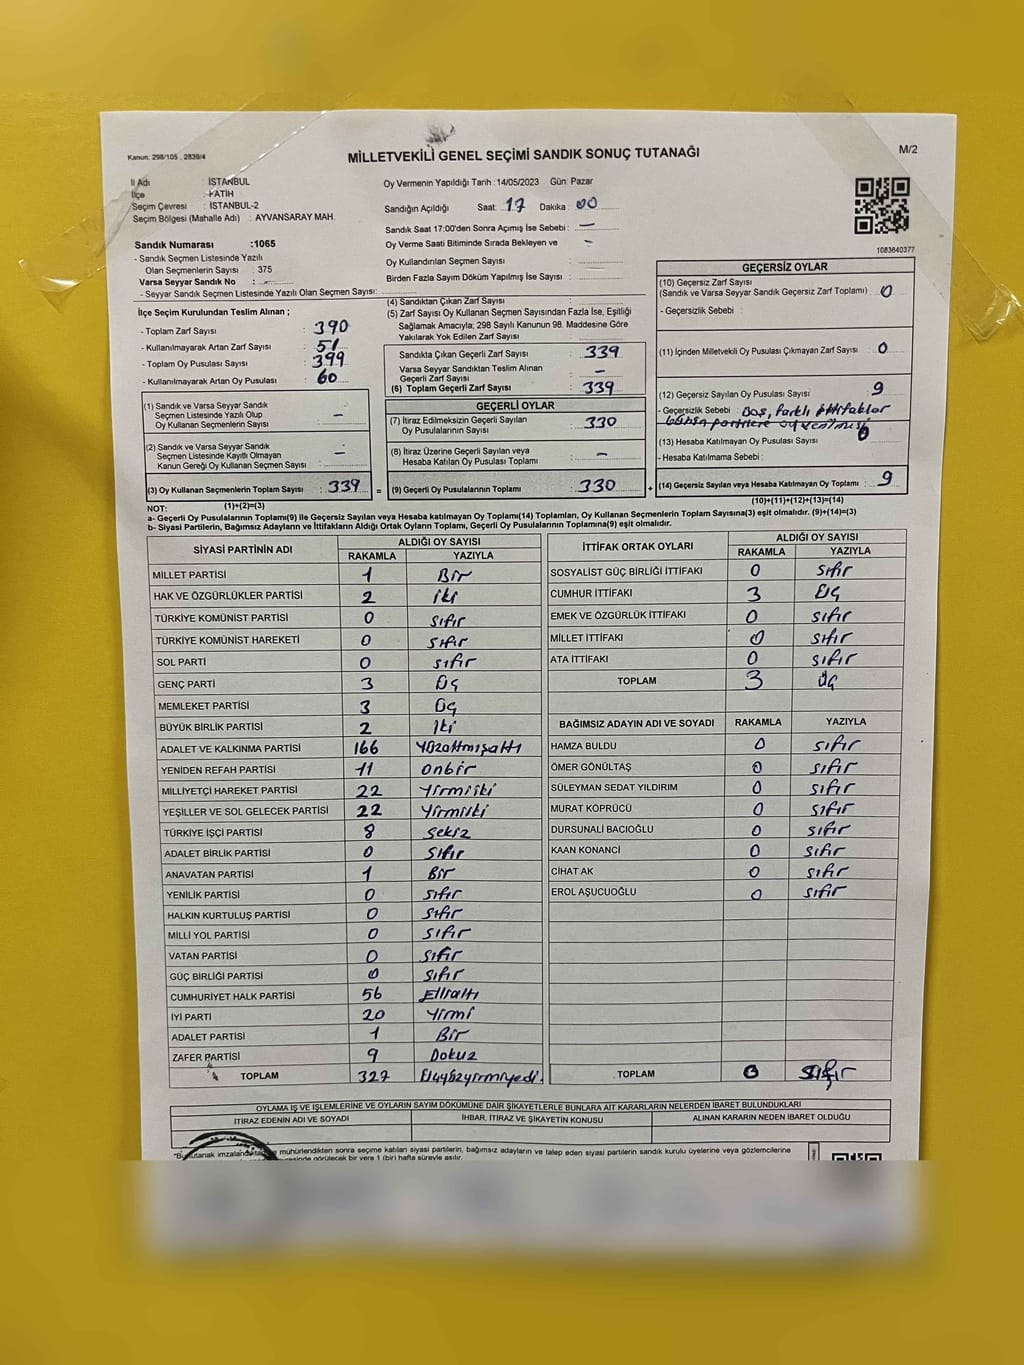 Kanun. 298/105 , 2839/4
MİLLETVEKİLİ GENEL SEÇİMİ SANDIK SONUÇ TUTANAĞI
M/2
İl Adı : İSTANBUL
İlçe : FATİH
Seçim Çevresi : İSTANBUL-2
Seçim Bölgesi (Mahalle Adı) : AYVANSARAY MAH.
Sandık Numarası :1065
- Sandık Seçmen Listesinde Yazılı
Olan Seçmenlerin Sayısı : 375
Varsa Seyyar Sandık No :
- Seyyar Sandık Seçmen Listesinde Yazılı Olan Seçmen Sayısı:
Oy Vermenin Yapıldığı Tarih :14/05/2023 Gün: Pazar
Sandığın Açıldığı Saat: 17 Dakika : 00
Sandık Saat 17:00'den Sonra Açımış İse Sebebi : —
Oy Verme Saati Bitiminde Sırada Bekleyen ve -
Oy Kullandırılan Seçmen Sayısı :
Birden Fazla Sayım Döküm Yapılmış İse Sayısı :
1083640377
İlçe Seçim Kurulundan Teslim Alınan ;
- Toplam Zarf Sayısı : 390
- Kullanılmayarak Artan Zarf Sayısı : 51
- Toplam Oy Pusulası Sayısı : 399
- Kullanılmayarak Artan Oy Pusulası : 60
(1) Sandık ve Varsa Seyyar Sandık
Seçmen Listesinde Yazılı Olup
Oy Kullanan Seçmenlerin Sayısı : —
(2) Sandık ve Varsa Seyyar Sandık
Seçmen Listesinde Kayıtlı Olmayan
Kanun Gereği Oy Kullanan Seçmen Sayısı : —
(3) Oy Kullanan Seçmenlerin Toplam Sayısı : 339
(1)+(2)=(3)
(4) Sandıktan Çıkan Zarf Sayısı :
(5) Zarf Sayısı Oy Kullanan Seçmen Sayısından Fazla İse, Eşitliği
Sağlamak Amacıyla; 298 Sayılı Kanunun 98. Maddesine Göre
Yakılarak Yok Edilen Zarf Sayısı :
Sandıkta Çıkan Geçerli Zarf Sayısı : 339
Varsa Seyyar Sandıktan Teslim Alınan
Geçerli Zarf Sayısı : —
(6) Toplam Geçerli Zarf Sayısı : 339
GEÇERLİ OYLAR
(7) İtiraz Edilmeksizin Geçerli Sayılan
Oy Pusulalarının Sayısı : 330
(8) İtiraz Üzerine Geçerli Sayılan veya
Hesaba Katılan Oy Pusulası Toplamı : —
= (9) Geçerli Oy Pusulalarının Toplamı : 330
GEÇERSİZ OYLAR
(10) Geçersiz Zarf Sayısı
(Sandık ve Varsa Seyyar Sandık Geçersiz Zarf Toplamı) : 0
- Geçersizlik Sebebi :
(11) İçinden Milletvekili Oy Pusulası Çıkmayan Zarf Sayısı : 0
(12) Geçersiz Sayılan Oy Pusulası Sayısı : 9
- Geçersizlik Sebebi : Boş, farklı ittifaklar
bütün partilere oy verilmesi
(13) Hesaba Katılmayan Oy Pusulası Sayısı : 0
- Hesaba Katılmama Sebebi :
+ (14) Geçersiz Sayılan veya Hesaba Katılmayan Oy Toplamı : 9
(10)+(11)+(12)+(13)=(14)
NOT:
a- Geçerli Oy Pusulalarının Toplamı(9) ile Geçersiz Sayılan veya Hesaba katılmayan Oy Toplamı(14) Toplamları, Oy Kullanan Seçmenlerin Toplam Sayısına(3) eşit olmalıdır. (9)+(14)=(3)
b- Siyasi Partilerin, Bağımsız Adayların ve İttifakların Aldığı Ortak Oyların Toplamı, Geçerli Oy Pusulalarının Toplamına(9) eşit olmalıdır.
SİYASİ PARTİNİN ADI ALDIĞI OY SAYISI
RAKAMLA YAZIYLA
MİLLET PARTİSİ 1 Bir
HAK VE ÖZGÜRLÜKLER PARTİSİ 2 iki
TÜRKİYE KOMÜNİST PARTİSİ 0 sıfır
TÜRKİYE KOMÜNİST HAREKETİ 0 sıfır
SOL PARTİ 0 sıfır
GENÇ PARTİ 3 Üç
MEMLEKET PARTİSİ 3 Üç
BÜYÜK BİRLİK PARTİSİ 2 İki
ADALET VE KALKINMA PARTİSİ 166 Yüzaltmışaltı
YENİDEN REFAH PARTİSİ 11 onbir
MİLLİYETÇİ HAREKET PARTİSİ 22 Yirmiiki
YEŞİLLER VE SOL GELECEK PARTİSİ 22 Yirmiiki
TÜRKİYE İŞÇİ PARTİSİ 8 sekiz
ADALET BİRLİK PARTİSİ 0 Sıfır
ANAVATAN PARTİSİ 1 Bir
YENİLİK PARTİSİ 0 sıfır
HALKIN KURTULUŞ PARTİSİ 0 sıfır
MİLLİ YOL PARTİSİ 0 sıfır
VATAN PARTİSİ 0 sıfır
GÜÇ BİRLİĞİ PARTİSİ 0 sıfır
CUMHURİYET HALK PARTİSİ 56 Ellialtı
İYİ PARTİ 20 Yirmi
ADALET PARTİSİ 1 Bir
ZAFER PARTİSİ 9 Dokuz
TOPLAM 327 Üçyüzyirmiyedi.
İTTİFAK ORTAK OYLARI ALDIĞI OY SAYISI
RAKAMLA YAZIYLA
SOSYALİST GÜÇ BİRLİĞİ İTTİFAKI 0 sıfır
CUMHUR İTTİFAKI 3 Üç
EMEK VE ÖZGÜRLÜK İTTİFAKI 0 sıfır
MİLLET İTTİFAKI 0 sıfır
ATA İTTİFAKI 0 sıfır
TOPLAM 3 üç
BAĞIMSIZ ADAYIN ADI VE SOYADI RAKAMLA YAZIYLA
HAMZA BULDU 0 sıfır
ÖMER GÖNÜLTAŞ 0 sıfır
SÜLEYMAN SEDAT YILDIRIM 0 sıfır
MURAT KÖPRÜCÜ 0 sıfır
DURSUNALİ BACIOĞLU 0 sıfır
KAAN KONANCİ 0 sıfır
CİHAT AK 0 sıfır
EROL AŞUCUOĞLU 0 sıfır
TOPLAM 0 sıfır
OYLAMA İŞ VE İŞLEMLERİNE VE OYLARIN SAYIM DÖKÜMÜNE DAİR ŞİKAYETLERLE BUNLARA AİT KARARLARIN NELERDEN İBARET BULUNDUKLARI
İTİRAZ EDENİN ADI VE SOYADI İHBAR, İTİRAZ VE ŞİKAYETİN KONUSU ALINAN KARARIN NEDEN İBARET OLDUĞU
mühürlendikten sonra seçime katılan siyasi partilerin, bağımsız adayların ve talep eden siyasi partilerin sandık kurulu üyelerine veya gözlemcilerine